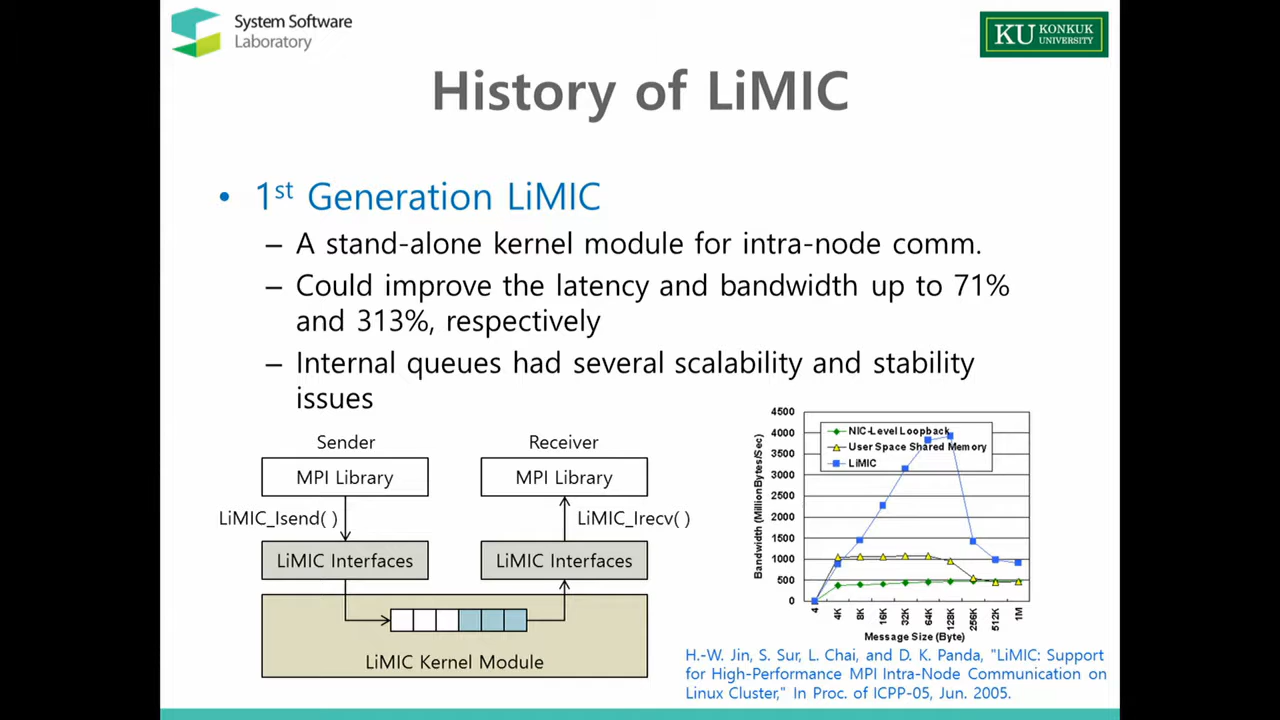 System Software
Laboratory
KU KONKUK
UNIVERSITY
History of LiMIC
• 1st Generation LiMIC
– A stand-alone kernel module for intra-node comm.
– Could improve the latency and bandwidth up to 71%
and 313%, respectively
– Internal queues had several scalability and stability
issues
Sender
Receiver
MPI Library
MPI Library
LiMIC_Isend( )
LiMIC_Irecv( )
LiMIC Interfaces
LiMIC Interfaces
LiMIC Kernel Module
4500
4000
3500
3000
2500
2000
1500
1000
500
0
Bandwidth (MillionBytes/Sec)
NIC-Level Loopback
User Space Shared Memory
LiMIC
4 4K 8K 16K 32K 64K 128K 256K 512K 1M
Message Size (Byte)
H.-W. Jin, S. Sur, L. Chai, and D. K. Panda, "LiMIC: Support
for High-Performance MPI Intra-Node Communication on
Linux Cluster," In Proc. of ICPP-05, Jun. 2005.